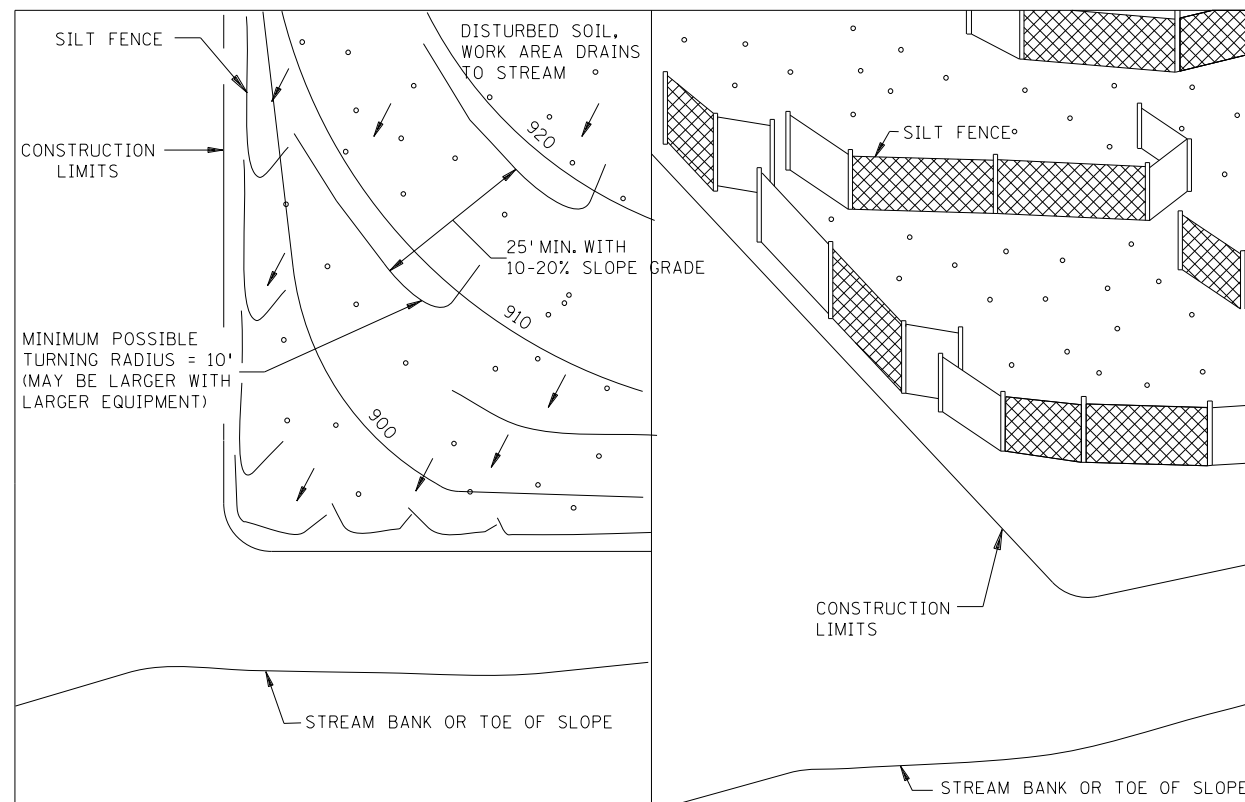 SILT FENCE
CONSTRUCTION
LIMITS
DISTURBED SOIL,
WORK AREA DRAINS
TO STREAM
920
25' MIN. WITH
10-20% SLOPE GRADE
910
MINIMUM POSSIBLE
TURNING RADIUS = 10'
(MAY BE LARGER WITH
LARGER EQUIPMENT)
900
STREAM BANK OR TOE OF SLOPE
SILT FENCE
CONSTRUCTION
LIMITS
STREAM BANK OR TOE OF SLOPE